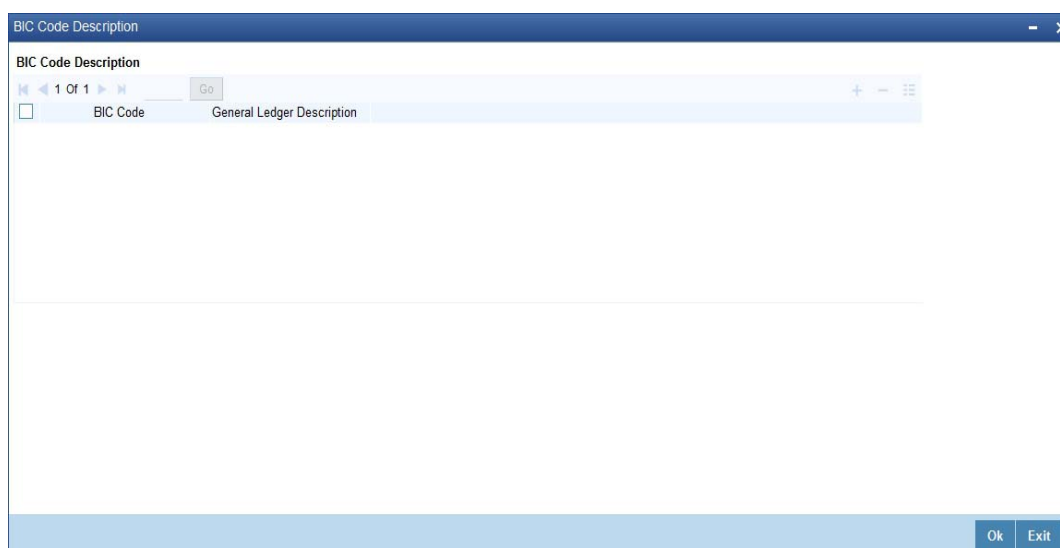 BIC Code Description
BIC Code Description
1 Of 1 Go
BIC Code General Ledger Description
Ok Exit